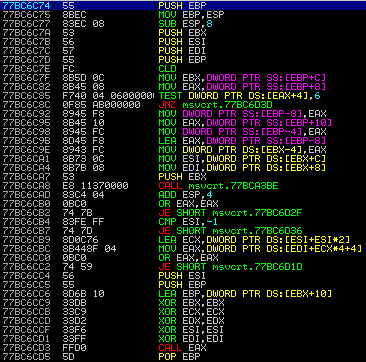 77BC6C74 55 PUSH EBP
77BC6C75 8BEC MOV EBP,ESP
77BC6C77 83EC 08 SUB ESP,8
77BC6C7A 53 PUSH EBX
77BC6C7B 56 PUSH ESI
77BC6C7C 57 PUSH EDI
77BC6C7D 55 PUSH EBP
77BC6C7E FC CLD
77BC6C7F 8B5D 0C MOV EBX,DWORD PTR SS:[EBP+C]
77BC6C82 8B45 08 MOV EAX,DWORD PTR SS:[EBP+8]
77BC6C85 F740 04 06000000 TEST DWORD PTR DS:[EAX+4],6
77BC6C8C 0F85 AB000000 JNZ msvcrt.77BC6D3D
77BC6C92 8945 F8 MOV DWORD PTR SS:[EBP-8],EAX
77BC6C95 8B45 10 MOV EAX,DWORD PTR SS:[EBP+10]
77BC6C98 8945 FC MOV DWORD PTR SS:[EBP-4],EAX
77BC6C9B 8D45 F8 LEA EAX,DWORD PTR SS:[EBP-8]
77BC6C9E 8943 FC MOV DWORD PTR DS:[EBX-4],EAX
77BC6CA1 8B73 0C MOV ESI,DWORD PTR DS:[EBX+C]
77BC6CA4 8B7B 08 MOV EDI,DWORD PTR DS:[EBX+8]
77BC6CA7 53 PUSH EBX
77BC6CA8 E8 11370000 CALL msvcrt.77BCA3BE
77BC6CAD 83C4 04 ADD ESP,4
77BC6CB0 0BC0 OR EAX,EAX
77BC6CB2 74 7B JE SHORT msvcrt.77BC6D2F
77BC6CB4 83FE FF CMP ESI,-1
77BC6CB7 74 7D JE SHORT msvcrt.77BC6D36
77BC6CB9 8D0C76 LEA ECX,DWORD PTR DS:[ESI+ESI*2]
77BC6CBC 8B448F 04 MOV EAX,DWORD PTR DS:[EDI+ECX*4+4]
77BC6CC0 0BC0 OR EAX,EAX
77BC6CC2 74 59 JE SHORT msvcrt.77BC6D1D
77BC6CC4 56 PUSH ESI
77BC6CC5 55 PUSH EBP
77BC6CC6 8D6B 10 LEA EBP,DWORD PTR DS:[EBX+10]
77BC6CC9 33DB XOR EBX,EBX
77BC6CCB 33C9 XOR ECX,ECX
77BC6CCD 33D2 XOR EDX,EDX
77BC6CCF 33F6 XOR ESI,ESI
77BC6CD1 33FF XOR EDI,EDI
77BC6CD3 FFD0 CALL EAX
77BC6CD5 5D POP EBP